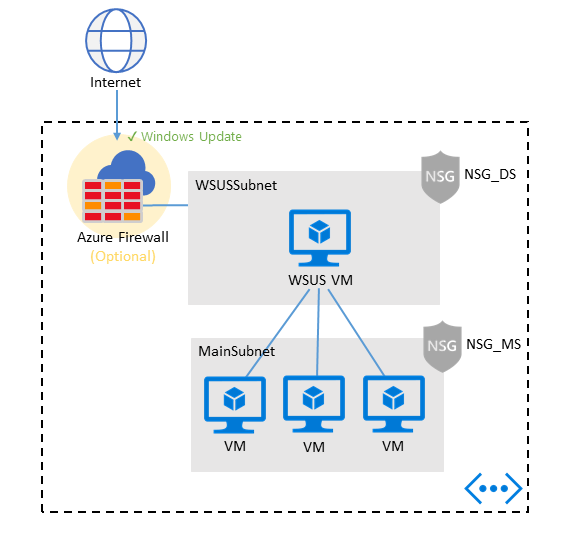 Internet
✓ Windows Update
NSG
NSG_DS
WSUSSubnet
Azure Firewall
(Optional)
WSUS VM
NSG
NSG_MS
MainSubnet
VM
VM
VM